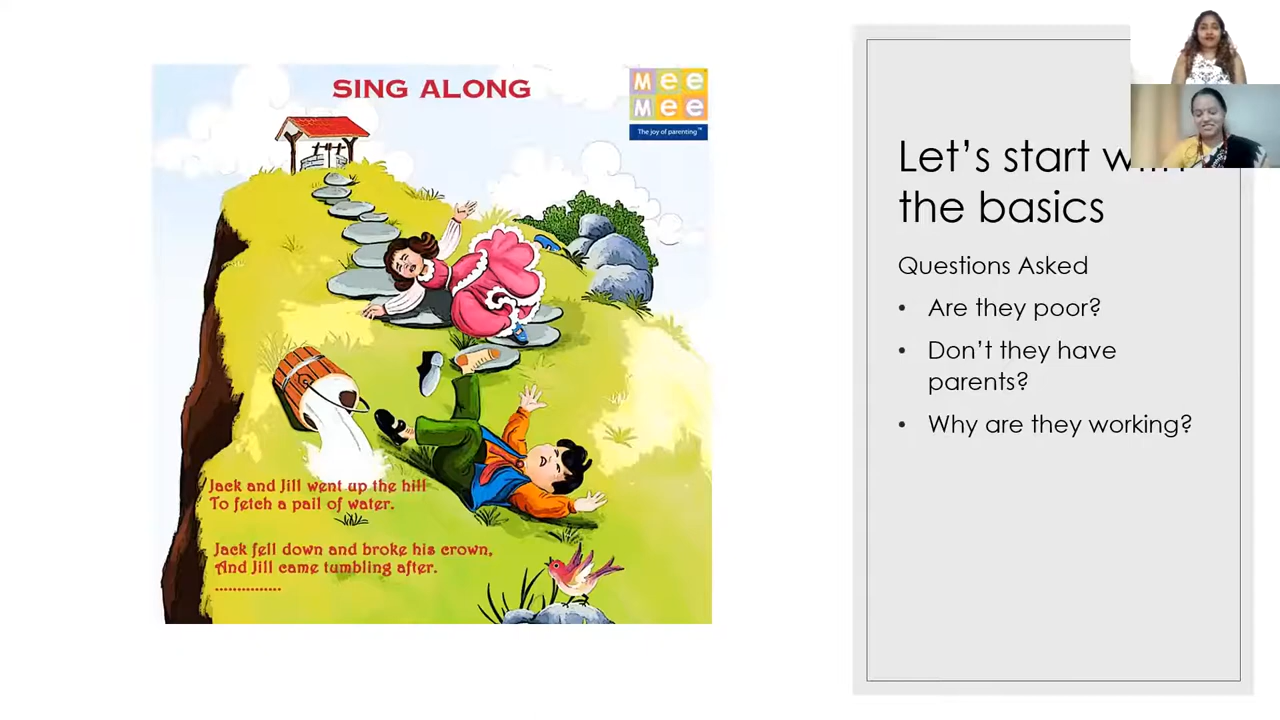 SING ALONG
Mee
Mee
The joy of parenting™
Jack and Jill went up the hill
To fetch a pail of water.
Jack fell down and broke his crown,
And Jill came tumbling after.
...............
Let's start
the basics
Questions Asked
• Are they poor?
• Don't they have
parents?
• Why are they working?